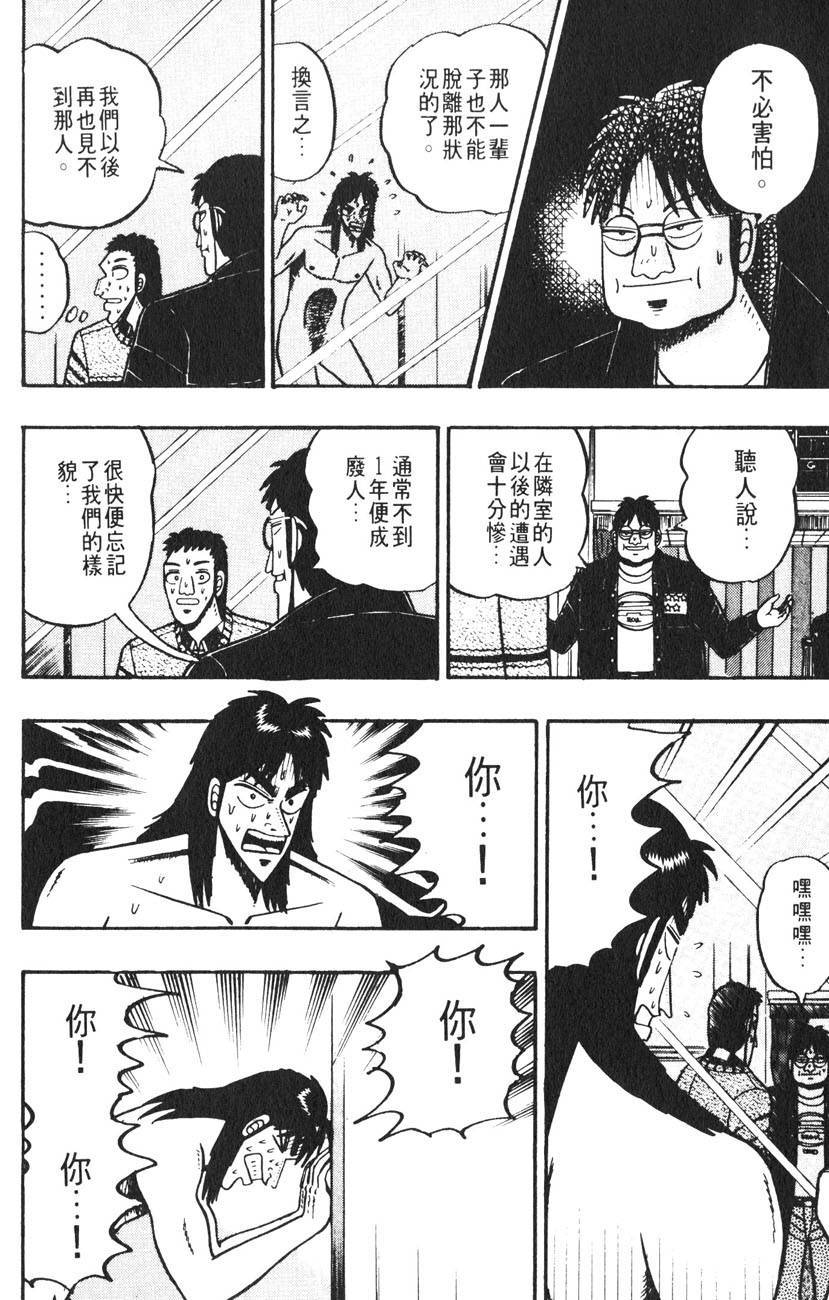 不必害怕。
那人一輩
子也不能
脫離那狀
況的了。
換言之…
我們以後
再也見不
到那人。
……
聽人說…
在隣室的人
以後的遭遇
會十分慘…
通常不到
1年便成
廢人…
很快便忘記
了我們的樣
貌…
你…!
嘿嘿嘿…
你…!
你!
你!
你…!